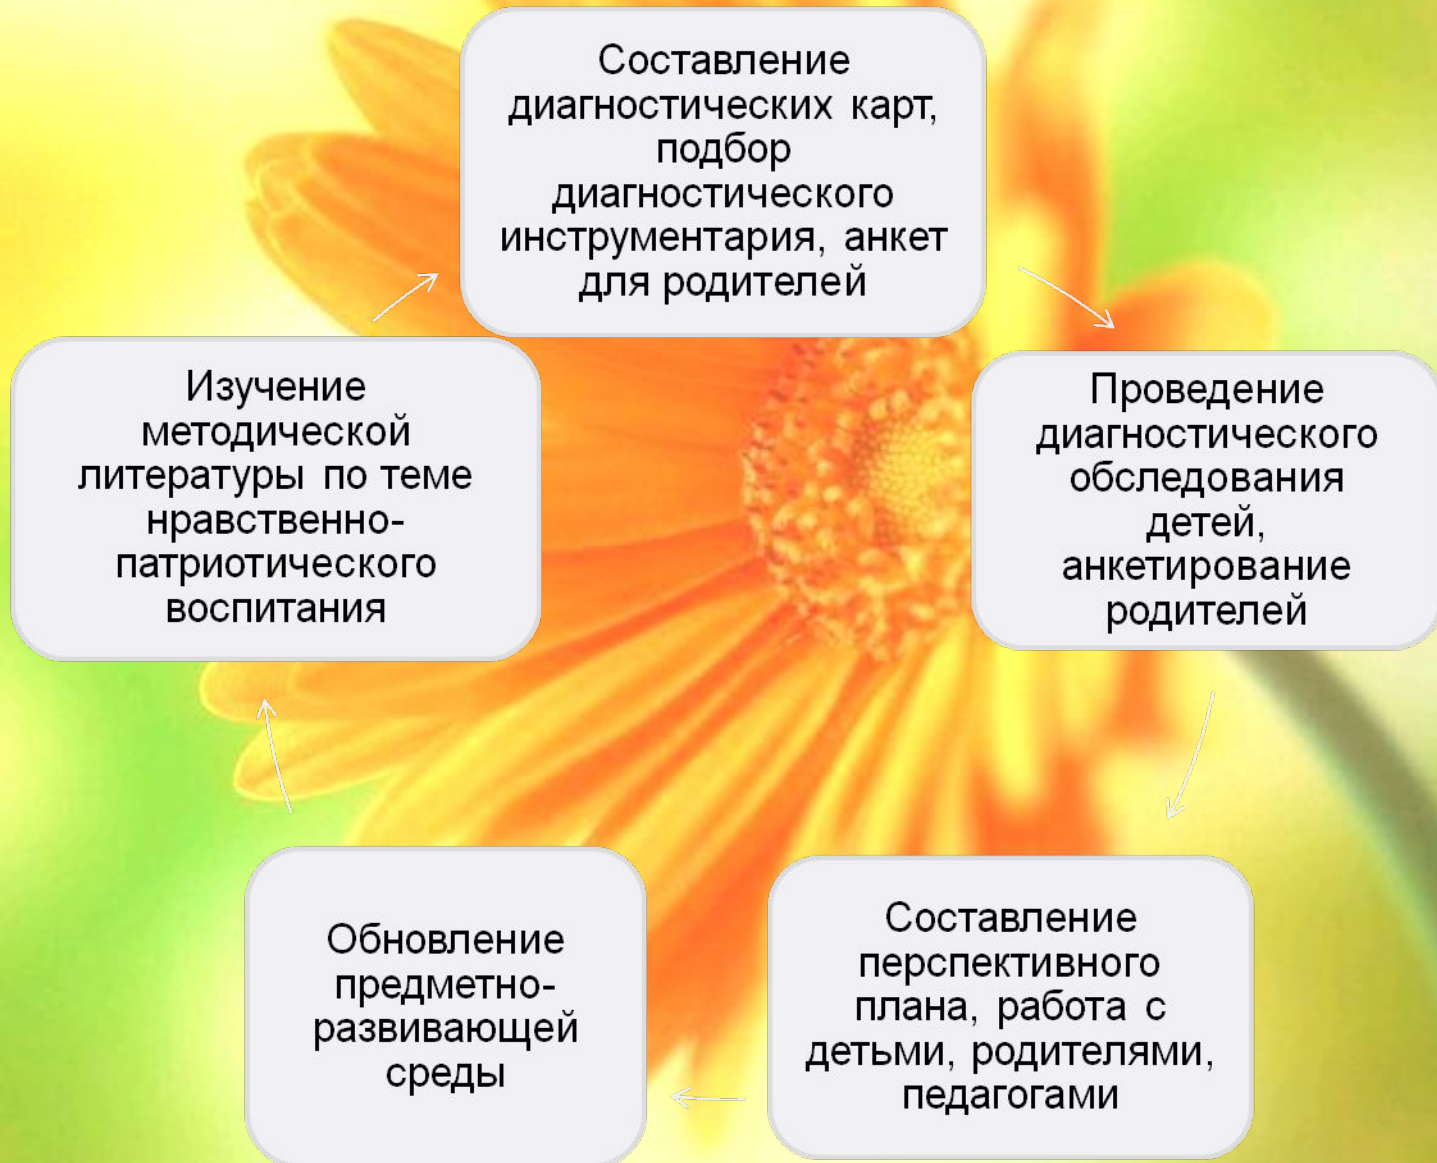 Составление
диагностических карт,
подбор
диагностического
инструментария, анкет
для родителей
Проведение
диагностического
обследования
детей,
анкетирование
родителей
Составление
перспективного
плана, работа с
детьми, родителями,
педагогами
Обновление
предметно-
развивающей
среды
Изучение
методической
литературы по теме
нравственно-
патриотического
воспитания